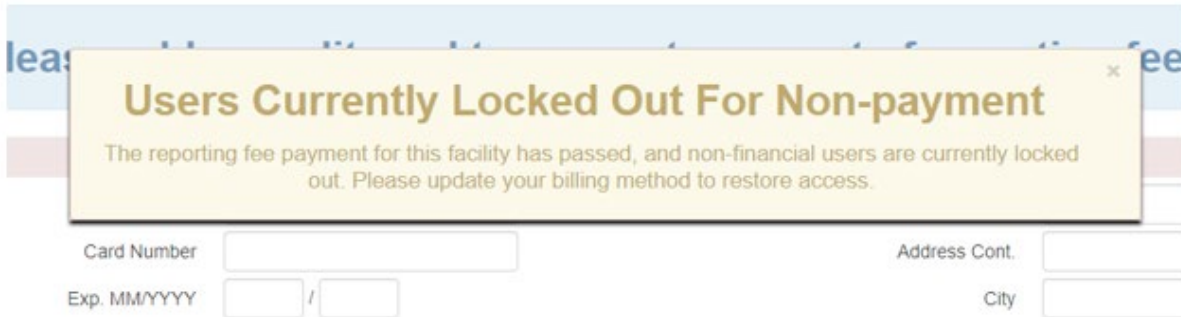 Users Currently Locked Out For Non-payment
×
The reporting fee payment for this facility has passed, and non-financial users are currently locked
out. Please update your billing method to restore access.
Card Number
Address Cont.
Exp. MM/YYYY
/
City